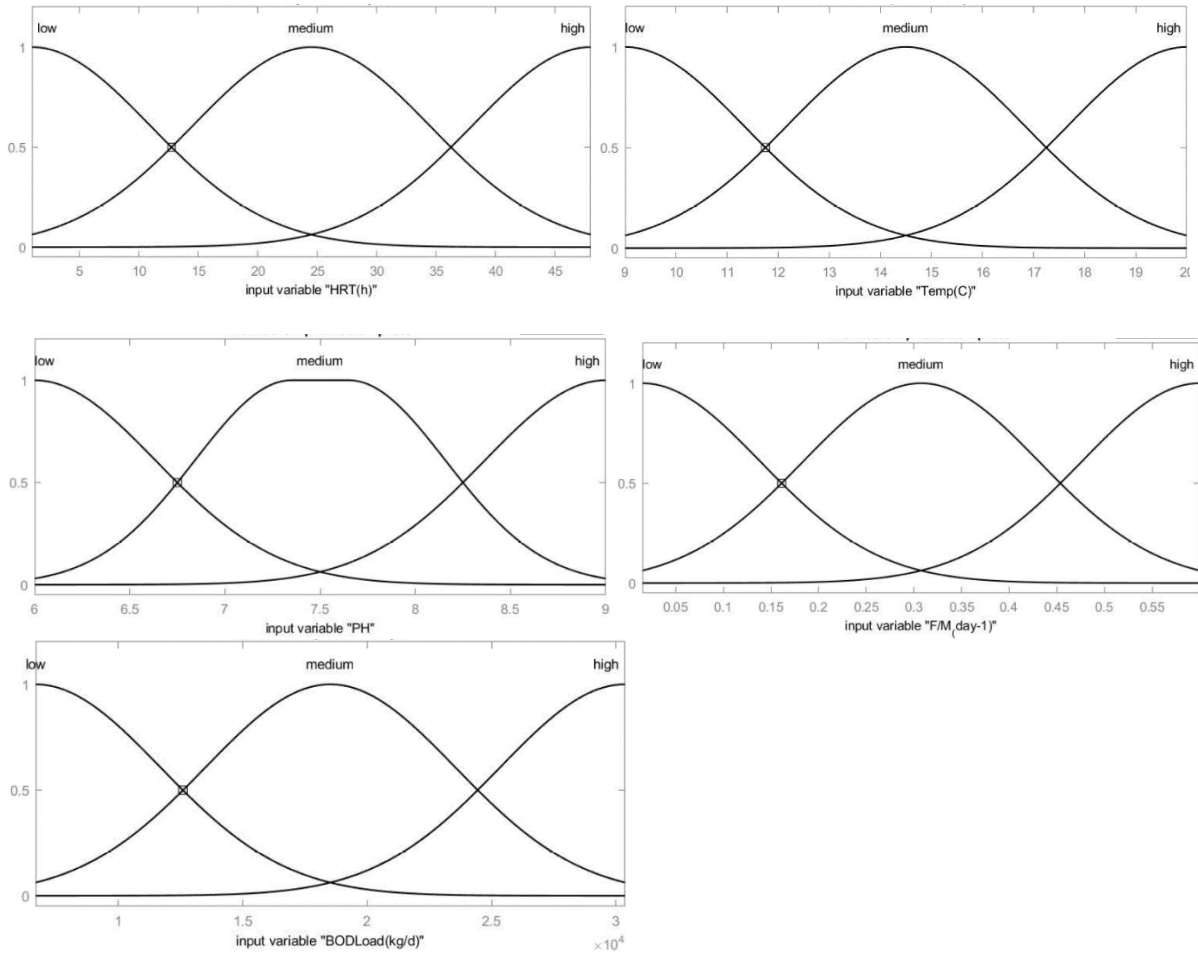 low medium high
1
0.5
0
5 10 15 20 25 30 35 40 45
input variable "HRT(h)"
low medium high
1
0.5
0
9 10 11 12 13 14 15 16 17 18 19 20
input variable "Temp(C)"
low medium high
1
0.5
0
6 6.5 7 7.5 8 8.5 9
input variable "PH"
low medium high
1
0.5
0
0.05 0.1 0.15 0.2 0.25 0.3 0.35 0.4 0.45 0.5 0.55
input variable "F/M(day-1)"
low medium high
1
0.5
0
1 1.5 2 2.5 3
input variable "BODLoad(kg/d)"
×10⁴